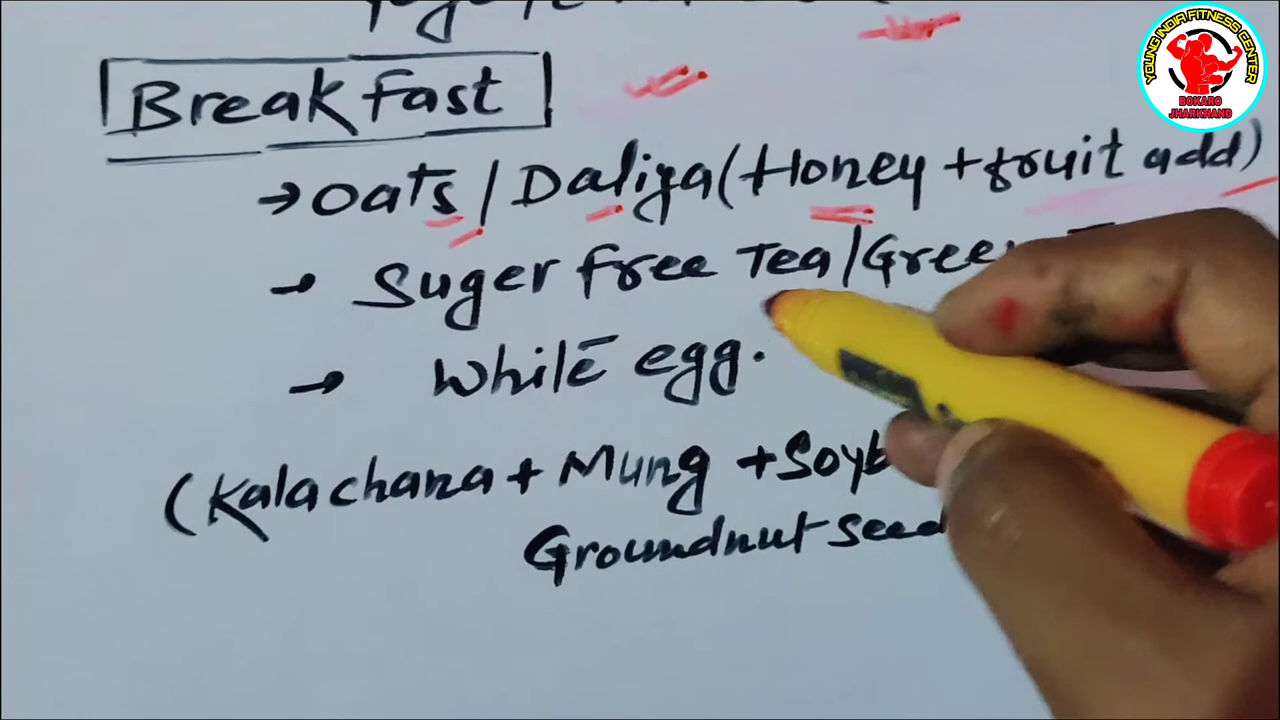 YOUNG INDIA FITNESS CENTER
BOKARO
JHARKHAND
BreakFast
→ Oats / Daliya (Honey + fruit add)
→ Suger free Tea / Gree
→ While egg.
(Kalachana + Mung + Soyb
Groundnut seed